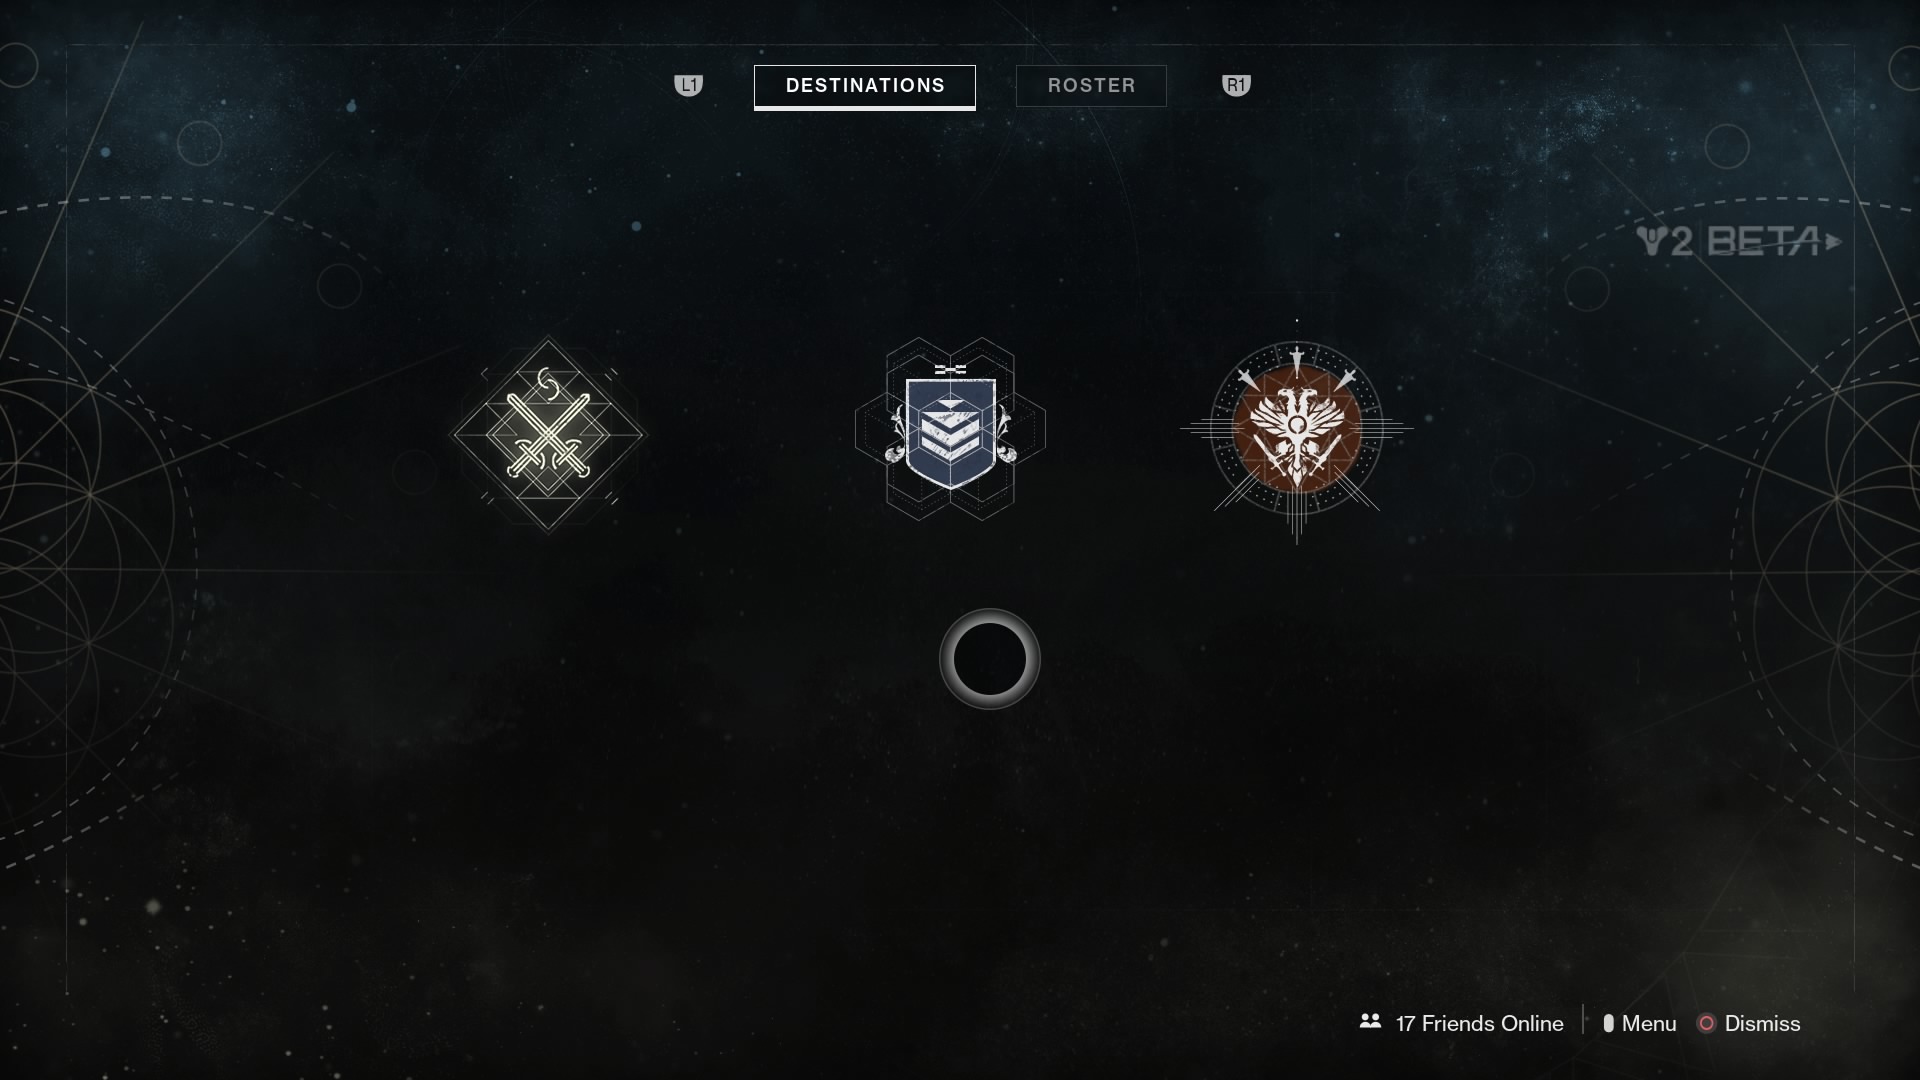 L1
DESTINATIONS
ROSTER
R1
2 BETA
17 Friends Online
Menu
Dismiss